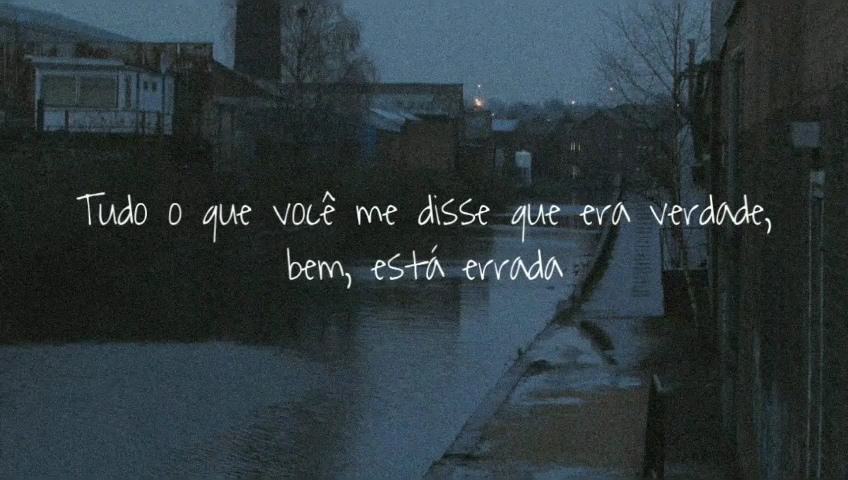 Tudo o que você me disse que era verdade,
bem, está errada